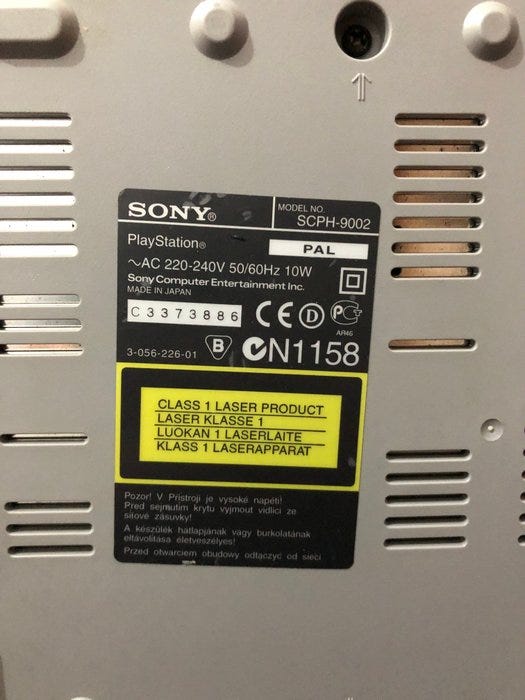 SONY®
MODEL NO.
SCPH-9002
PlayStation®
PAL
~AC 220-240V 50/60Hz 10W
Sony Computer Entertainment Inc.
MADE IN JAPAN
C3373886
CE D PG
AR46
3-056-226-01 B N1158
CLASS 1 LASER PRODUCT
LASER KLASSE 1
LUOKAN 1 LASERLAITE
KLASS 1 LASERAPPARAT
Pozor! V Přístroji je vysoké napětí!
Před sejmutím krytu vyjmout vidlici ze
síťové zásuvky!
A készülék hátlapjának vagy burkolatának
eltávolítása életveszélyes!
Przed otwarciem obudowy odłączyć od sieci